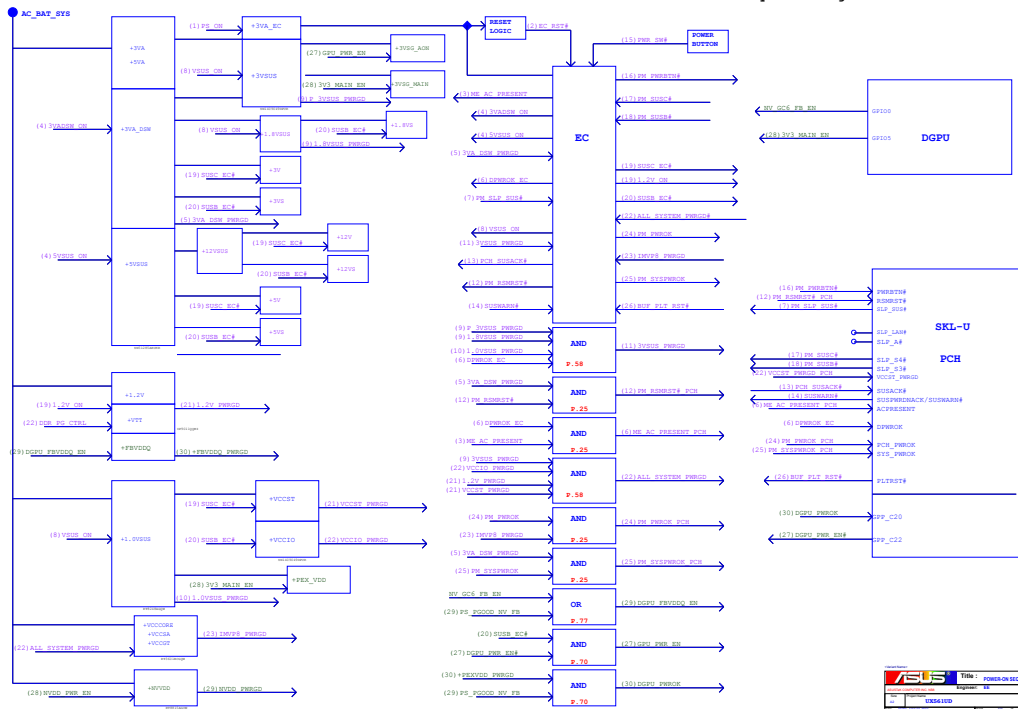 AC_BAT_SYS
+3VA
+5VA
(1)PS_ON
+3VA_EC
(27)GPU_PWR_EN
+3VSG_AON
(8)VSUS_ON
+3VSUS
(28)3V3_MAIN_EN
+3VSG_MAIN
(9)P_3VSUS_PWRGD
(4)3VADSW_ON
+3VA_DSW
(8)VSUS_ON
+1.8VSUS
(20)SUSB_EC#
+1.8VS
(9)1.8VSUS_PWRGD
(19)SUSC_EC#
+3V
(20)SUSB_EC#
+3VS
(5)3VA_DSW_PWRGD
(4)5VSUS_ON
+5VSUS
+12VSUS
(19)SUSC_EC#
+12V
(20)SUSB_EC#
+12VS
(19)SUSC_EC#
+5V
(20)SUSB_EC#
+5VS
(19)1.2V_ON
+1.2V
(21)1.2V_PWRGD
(22)DDR_PG_CTRL
+VTT
(29)DGPU_FBVDDQ_EN
+FBVDDQ
(30)+FBVDDQ_PWRGD
(8)VSUS_ON
+1.0VSUS
(19)SUSC_EC#
+VCCST
(21)VCCST_PWRGD
(20)SUSB_EC#
+VCCIO
(22)VCCIO_PWRGD
(28)3V3_MAIN_EN
+PEX_VDD
(10)1.0VSUS_PWRGD
(22)ALL_SYSTEM_PWRGD
+VCCCORE
+VCCSA
+VCCGT
(23)IMVP8_PWRGD
(28)NVDD_PWR_EN
+NVVDD
(29)NVDD_PWRGD
RESET
LOGIC
(2)EC_RST#
(15)PWR_SW#
POWER
BUTTON
EC
(3)ME_AC_PRESENT
(4)3VADSW_ON
(4)5VSUS_ON
(5)3VA_DSW_PWRGD
(6)DPWROK_EC
(7)PM_SLP_SUS#
(8)VSUS_ON
(11)3VSUS_PWRGD
(13)PCH_SUSACK#
(12)PM_RSMRST#
(14)SUSWARN#
(16)PM_PWRBTN#
(17)PM_SUSC#
(18)PM_SUSB#
(19)SUSC_EC#
(19)1.2V_ON
(20)SUSB_EC#
(22)ALL_SYSTEM_PWRGD#
(24)PM_PWROK
(23)IMVP8_PWRGD
(25)PM_SYSPWROK
(26)BUF_PLT_RST#
(9)P_3VSUS_PWRGD
(9)1.8VSUS_PWRGD
(10)1.0VSUS_PWRGD
(6)DPWROK_EC
AND
P.58
(11)3VSUS_PWRGD
(5)3VA_DSW_PWRGD
(12)PM_RSMRST#
AND
P.25
(12)PM_RSMRST#_PCH
(6)DPWROK_EC
(3)ME_AC_PRESENT
AND
P.25
(6)ME_AC_PRESENT_PCH
(9)3VSUS_PWRGD
(22)VCCIO_PWRGD
(21)1.2V_PWRGD
(21)VCCST_PWRGD
AND
P.58
(22)ALL_SYSTEM_PWRGD
(24)PM_PWROK
(23)IMVP8_PWRGD
AND
P.25
(24)PM_PWROK_PCH
(5)3VA_DSW_PWRGD
(25)PM_SYSPWROK
AND
P.25
(25)PM_SYSPWROK_PCH
NV_GC6_FB_EN
(29)PS_PGOOD_NV_FB
OR
P.77
(29)DGPU_FBVDDQ_EN
(20)SUSB_EC#
(27)DGPU_PWR_EN#
AND
P.70
(27)GPU_PWR_EN
(30)+PEXVDD_PWRGD
(29)PS_PGOOD_NV_FB
AND
P.70
(30)DGPU_PWROK
NV_GC6_FB_EN
GPIO0
(28)3V3_MAIN_EN
GPIO5
DGPU
SKL-U
PCH
(16)PM_PWRBTN#
PWRBTN#
(12)PM_RSMRST#_PCH
RSMRST#
(7)PM_SLP_SUS#
SLP_SUS#
SLP_LAN#
SLP_A#
(17)PM_SUSC#
SLP_S4#
(18)PM_SUSB#
SLP_S3#
(22)VCCST_PWRGD_PCH
VCCST_PWRGD
(13)PCH_SUSACK#
SUSACK#
(14)SUSWARN#
SUSPWRDNACK/SUSWARN#
(6)ME_AC_PRESENT_PCH
ACPRESENT
(6)DPWROK_EC
DPWROK
(24)PM_PWROK_PCH
PCH_PWROK
(25)PM_SYSPWROK_PCH
SYS_PWROK
(26)BUF_PLT_RST#
PLTRST#
(30)DGPU_PWROK
GPP_C20
(27)DGPU_PWR_EN#
GPP_C22
ASUS
Title :
POWER-ON SEQ
Engineer:
EE
UX561UD